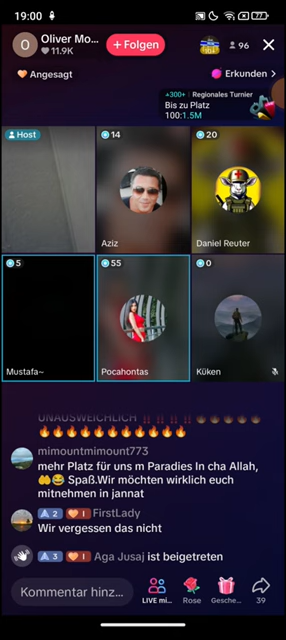 19:00
77
O
Oliver Mo...
11.9K
+ Folgen
96
Angesagt
Erkunden >
+300+ Regionales Turnier
Bis zu Platz
100:1.5M
Host
14
20
Aziz
Daniel Reuter
5
55
0
Mustafa~
Pocahontas
Küken
UNAUSWEICHLICH ‼️‼️‼️🔥🔥🔥🔥
🔥🔥🔥🔥🔥🔥🔥🔥🔥🔥🔥
mimountmimount773
mehr Platz für uns m Paradies In cha Allah,
🤲😂 Spaß.Wir möchten wirklich euch
mitnehmen in jannat
2 1 FirstLady
Wir vergessen das nicht
3 1 Aga Jusaj ist beigetreten
Kommentar hinz...
LIVE mi...
Rose
Gesche...
39